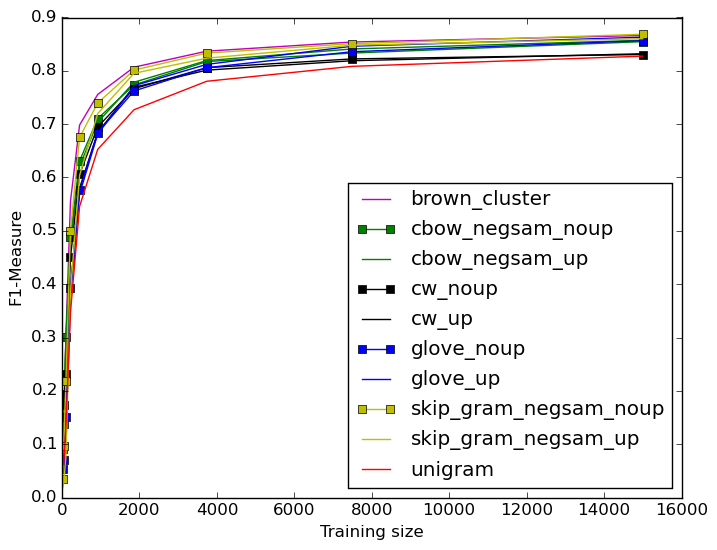 0.9
0.8
0.7
0.6
0.5
0.4
0.3
0.2
0.1
0.0
F1-Measure
brown_cluster
cbow_negsam_noup
cbow_negsam_up
cw_noup
cw_up
glove_noup
glove_up
skip_gram_negsam_noup
skip_gram_negsam_up
unigram
0 2000 4000 6000 8000 10000 12000 14000 16000
Training size